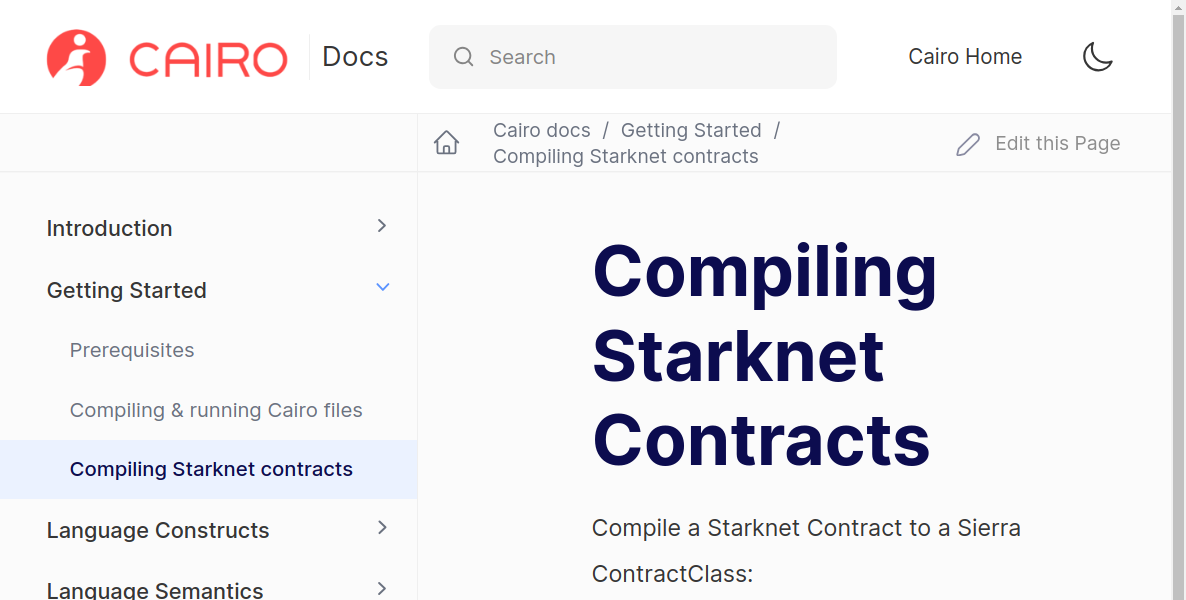 CAIRO Docs
Search
Cairo Home
Cairo docs / Getting Started /
Compiling Starknet contracts
Edit this Page
Introduction
Getting Started
Prerequisites
Compiling & running Cairo files
Compiling Starknet contracts
Language Constructs
Language Semantics
Compiling
Starknet
Contracts
Compile a Starknet Contract to a Sierra
ContractClass: